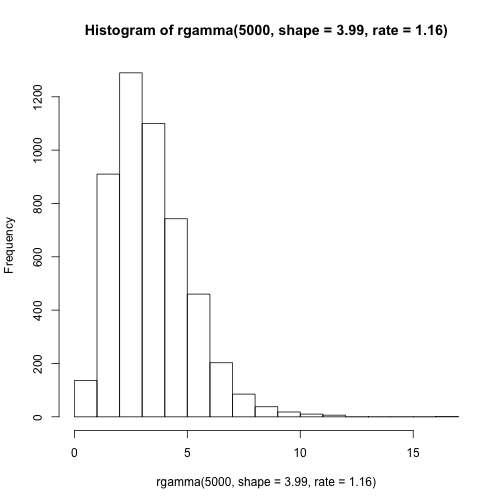 Histogram of rgamma(5000, shape = 3.99, rate = 1.16)
1200
1000
800
600
400
200
0
Frequency
0 5 10 15
rgamma(5000, shape = 3.99, rate = 1.16)